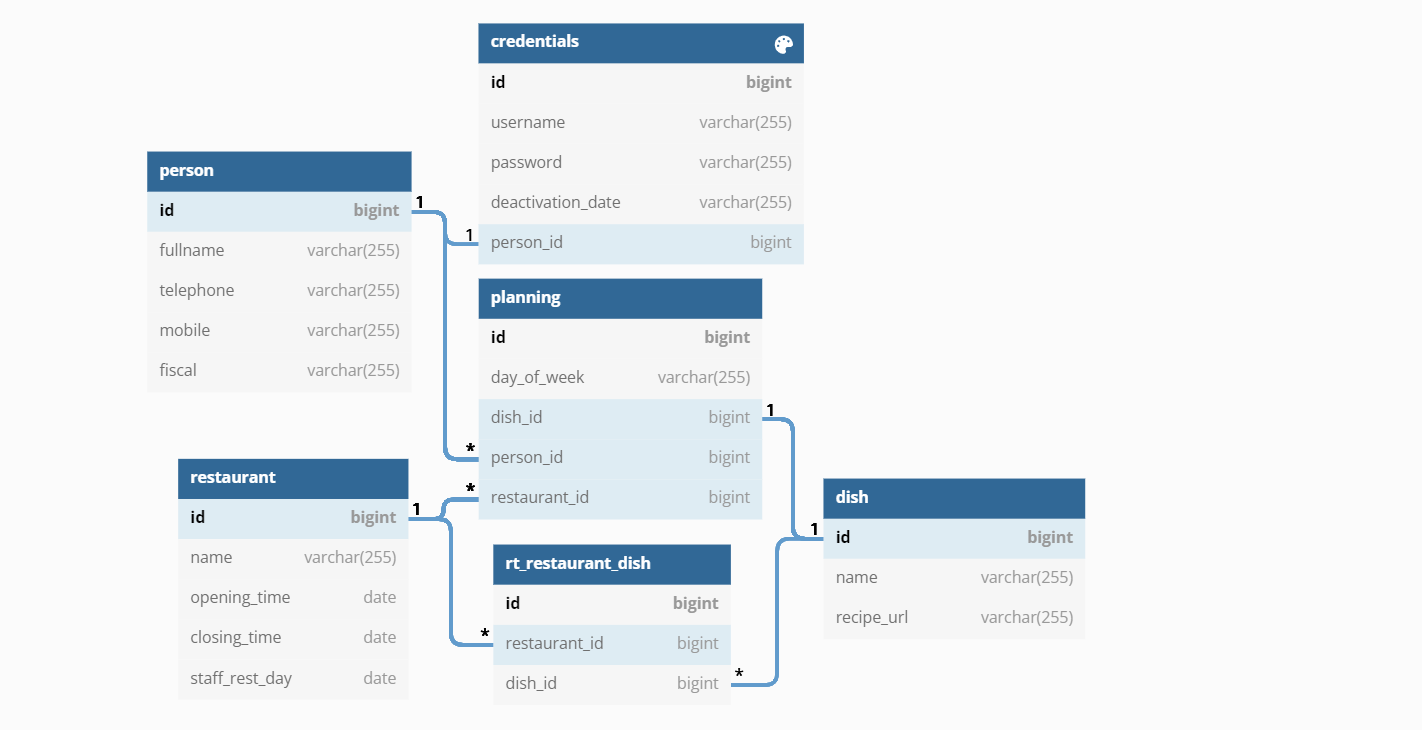 credentials
id bigint
username varchar(255)
password varchar(255)
deactivation_date varchar(255)
person_id bigint
person
id bigint
fullname varchar(255)
telephone varchar(255)
mobile varchar(255)
fiscal varchar(255)
1
1
planning
id bigint
day_of_week varchar(255)
dish_id bigint
person_id bigint
restaurant_id bigint
1
*
*
restaurant
id bigint
name varchar(255)
opening_time date
closing_time date
staff_rest_day date
1
*
rt_restaurant_dish
id bigint
restaurant_id bigint
dish_id bigint
*
1
dish
id bigint
name varchar(255)
recipe_url varchar(255)